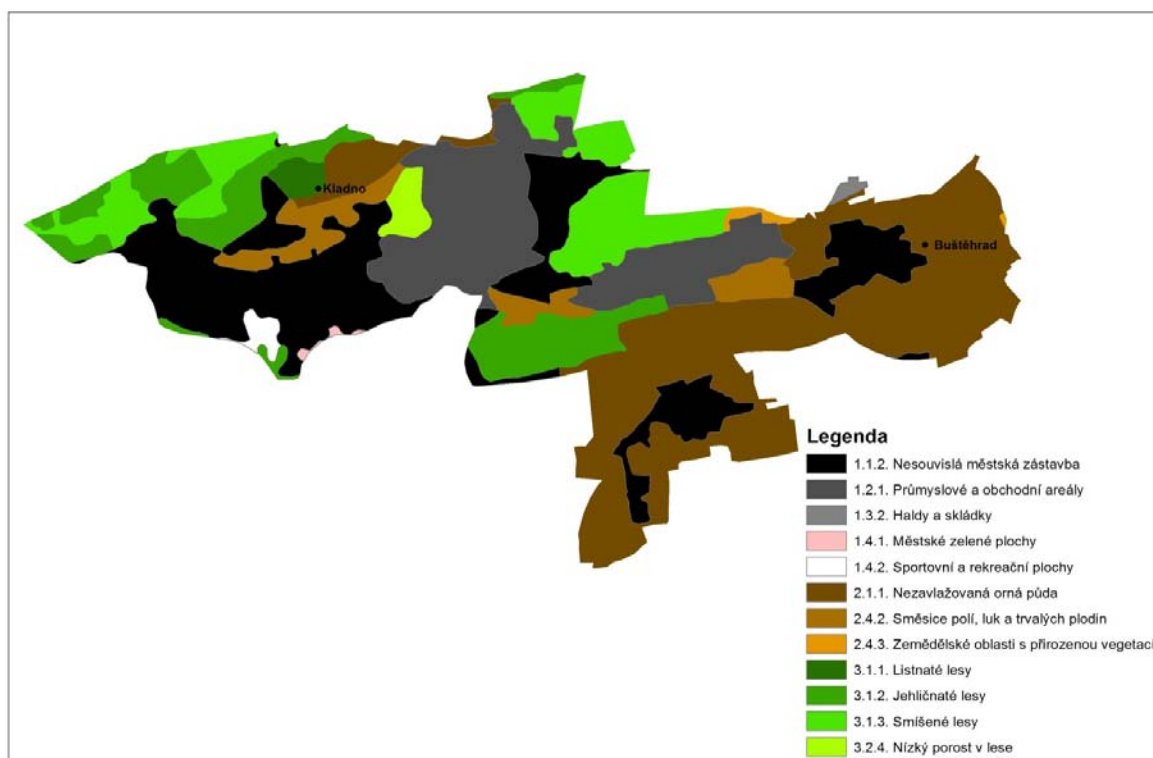 Kladno
Buštěhrad
Legenda
1.1.2. Nesouvislá městská zástavba
1.2.1. Průmyslové a obchodní areály
1.3.2. Haldy a skládky
1.4.1. Městské zelené plochy
1.4.2. Sportovní a rekreační plochy
2.1.1. Nezavlažovaná orná půda
2.4.2. Směsice polí, luk a trvalých plodin
2.4.3. Zemědělské oblasti s přirozenou vegetací
3.1.1. Listnaté lesy
3.1.2. Jehličnaté lesy
3.1.3. Smíšené lesy
3.2.4. Nízký porost v lese